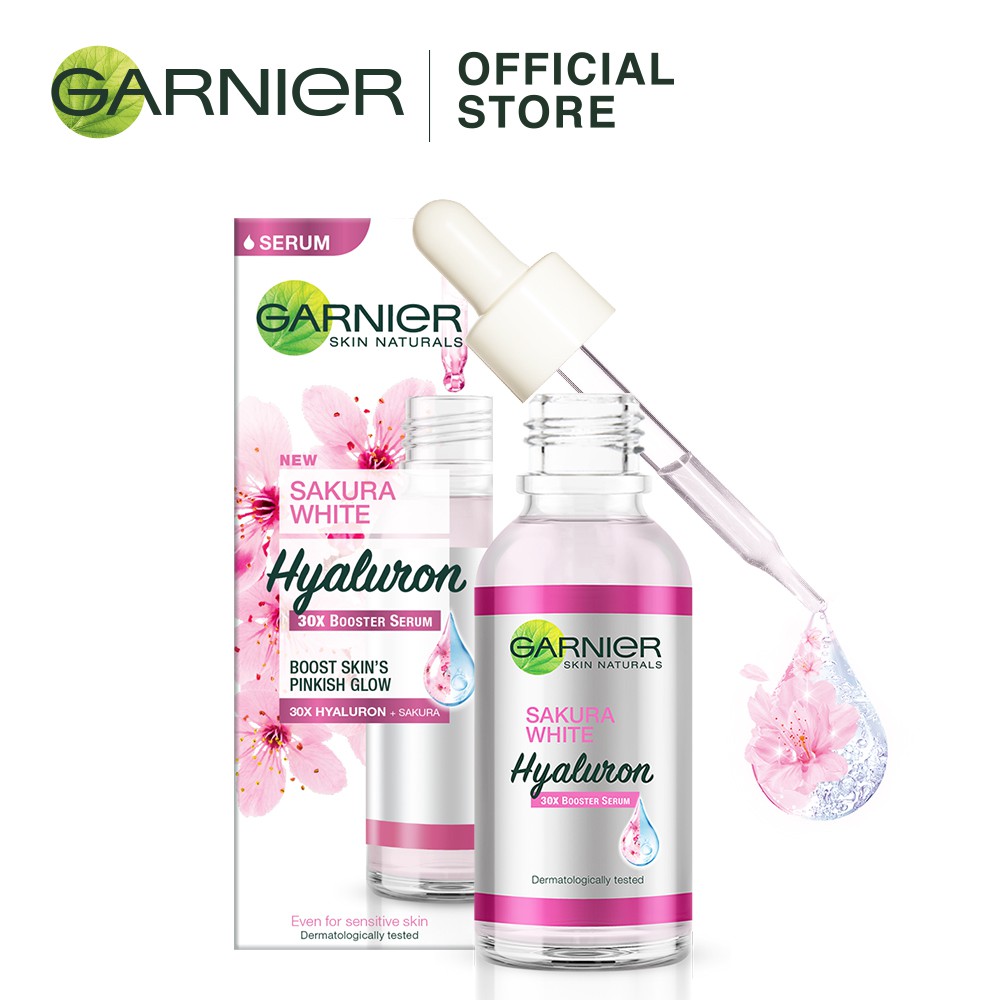 GARNIER
OFFICIAL
STORE
SERUM
GARNIER
SKIN NATURALS
NEW
SAKURA
WHITE
Hyaluron
30X BOOSTER SERUM
BOOST SKIN'S
PINKISH GLOW
30X HYALURON + SAKURA
Even for sensitive skin
Dermatologically tested
GARNIER
SKIN NATURALS
SAKURA
WHITE
Hyaluron
30X BOOSTER SERUM
Dermatologically tested